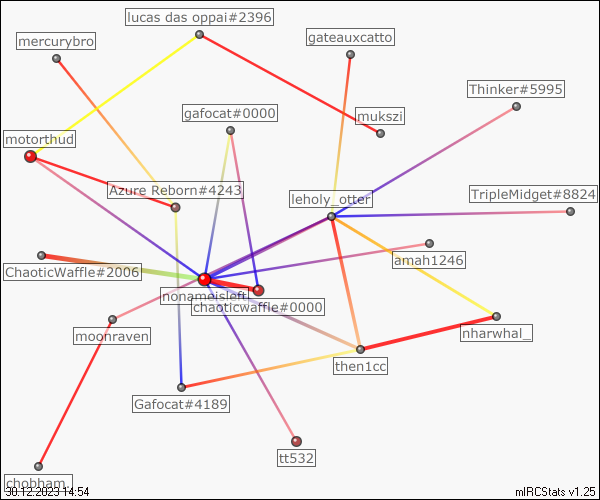 lucas das oppai#2396
mercurybro
gateauxcatto
Thinker#5995
gafocat#0000
mukszi
motorthud
Azure Reborn#4243
leholy_otter
TripleMidget#8824
amah1246
ChaoticWaffle#2006
nonameisleft
chaoticwaffle#0000
moonraven
nharwhal_
then1cc
Gafocat#4189
tt532
chobham.
30.12.2023 14:54
mIRCStats v1.25